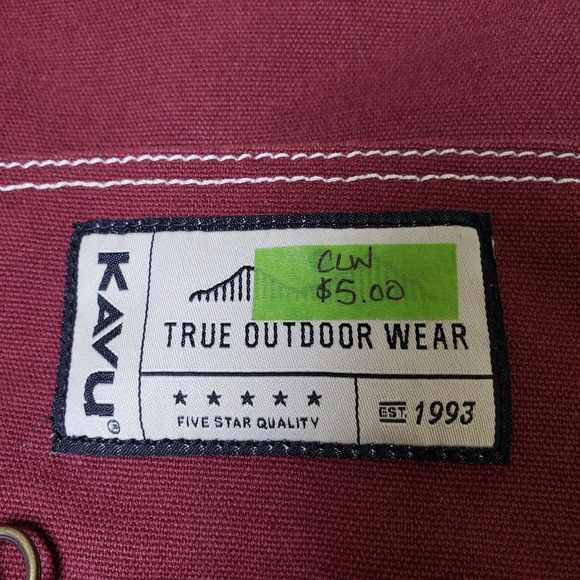 KAVU®
CLW
$5.00
TRUE OUTDOOR WEAR
★ ★ ★ ★ ★
FIVE STAR QUALITY
EST. 1993